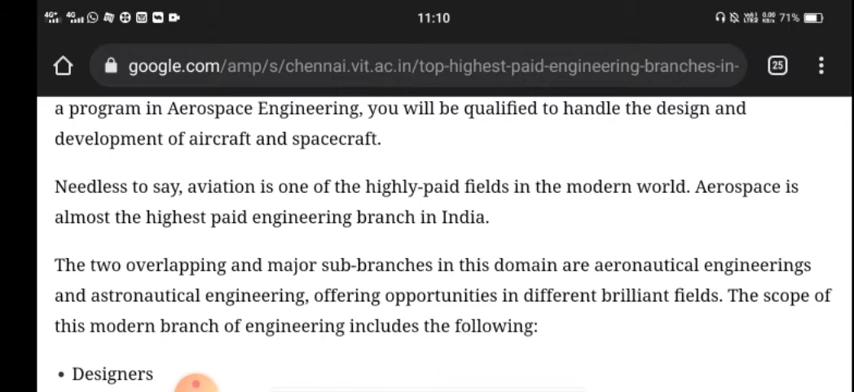 4G+ 4G 11:10 71%
google.com/amp/s/chennai.vit.ac.in/top-highest-paid-engineering-branches-in- 25
a program in Aerospace Engineering, you will be qualified to handle the design and
development of aircraft and spacecraft.
Needless to say, aviation is one of the highly-paid fields in the modern world. Aerospace is
almost the highest paid engineering branch in India.
The two overlapping and major sub-branches in this domain are aeronautical engineerings
and astronautical engineering, offering opportunities in different brilliant fields. The scope of
this modern branch of engineering includes the following:
• Designers